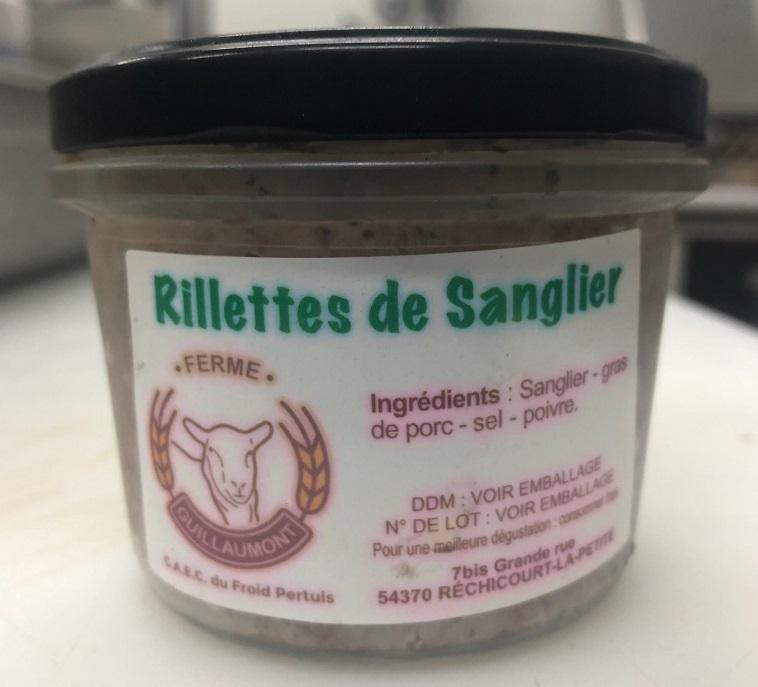 Rillettes de Sanglier
• FERME •
GUILLAUMONT
G.A.E.C. du Froid Pertuis
Ingrédients : Sanglier - gras
de porc - sel - poivre.
DDM : VOIR EMBALLAGE
N° DE LOT : VOIR EMBALLAGE
Pour une meilleure dégustation : consommer frais
7bis Grande rue
54370 RÉCHICOURT-LA-PETITE